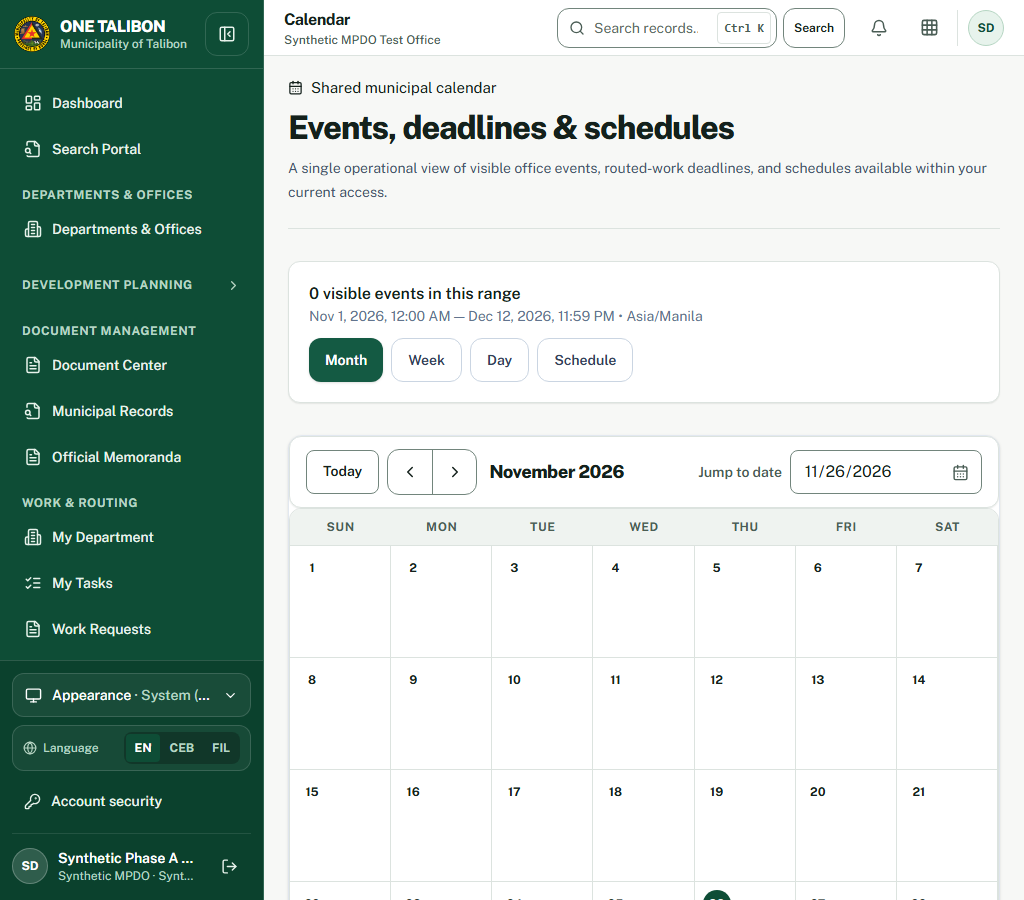 ONE TALIBON
Municipality of Talibon
Dashboard
Search Portal
DEPARTMENTS & OFFICES
Departments & Offices
DEVELOPMENT PLANNING
DOCUMENT MANAGEMENT
Document Center
Municipal Records
Official Memoranda
WORK & ROUTING
My Department
My Tasks
Work Requests
Appearance · System (...
Language EN CEB FIL
Account security
SD
Synthetic Phase A ...
Synthetic MPDO · Synt...
Calendar
Synthetic MPDO Test Office
Search records.. Ctrl K Search SD
Shared municipal calendar
Events, deadlines & schedules
A single operational view of visible office events, routed-work deadlines, and schedules available within your
current access.
0 visible events in this range
Nov 1, 2026, 12:00 AM — Dec 12, 2026, 11:59 PM • Asia/Manila
Month Week Day Schedule
Today November 2026 Jump to date 11/26/2026
SUN MON TUE WED THU FRI SAT
1 2 3 4 5 6 7
8 9 10 11 12 13 14
15 16 17 18 19 20 21